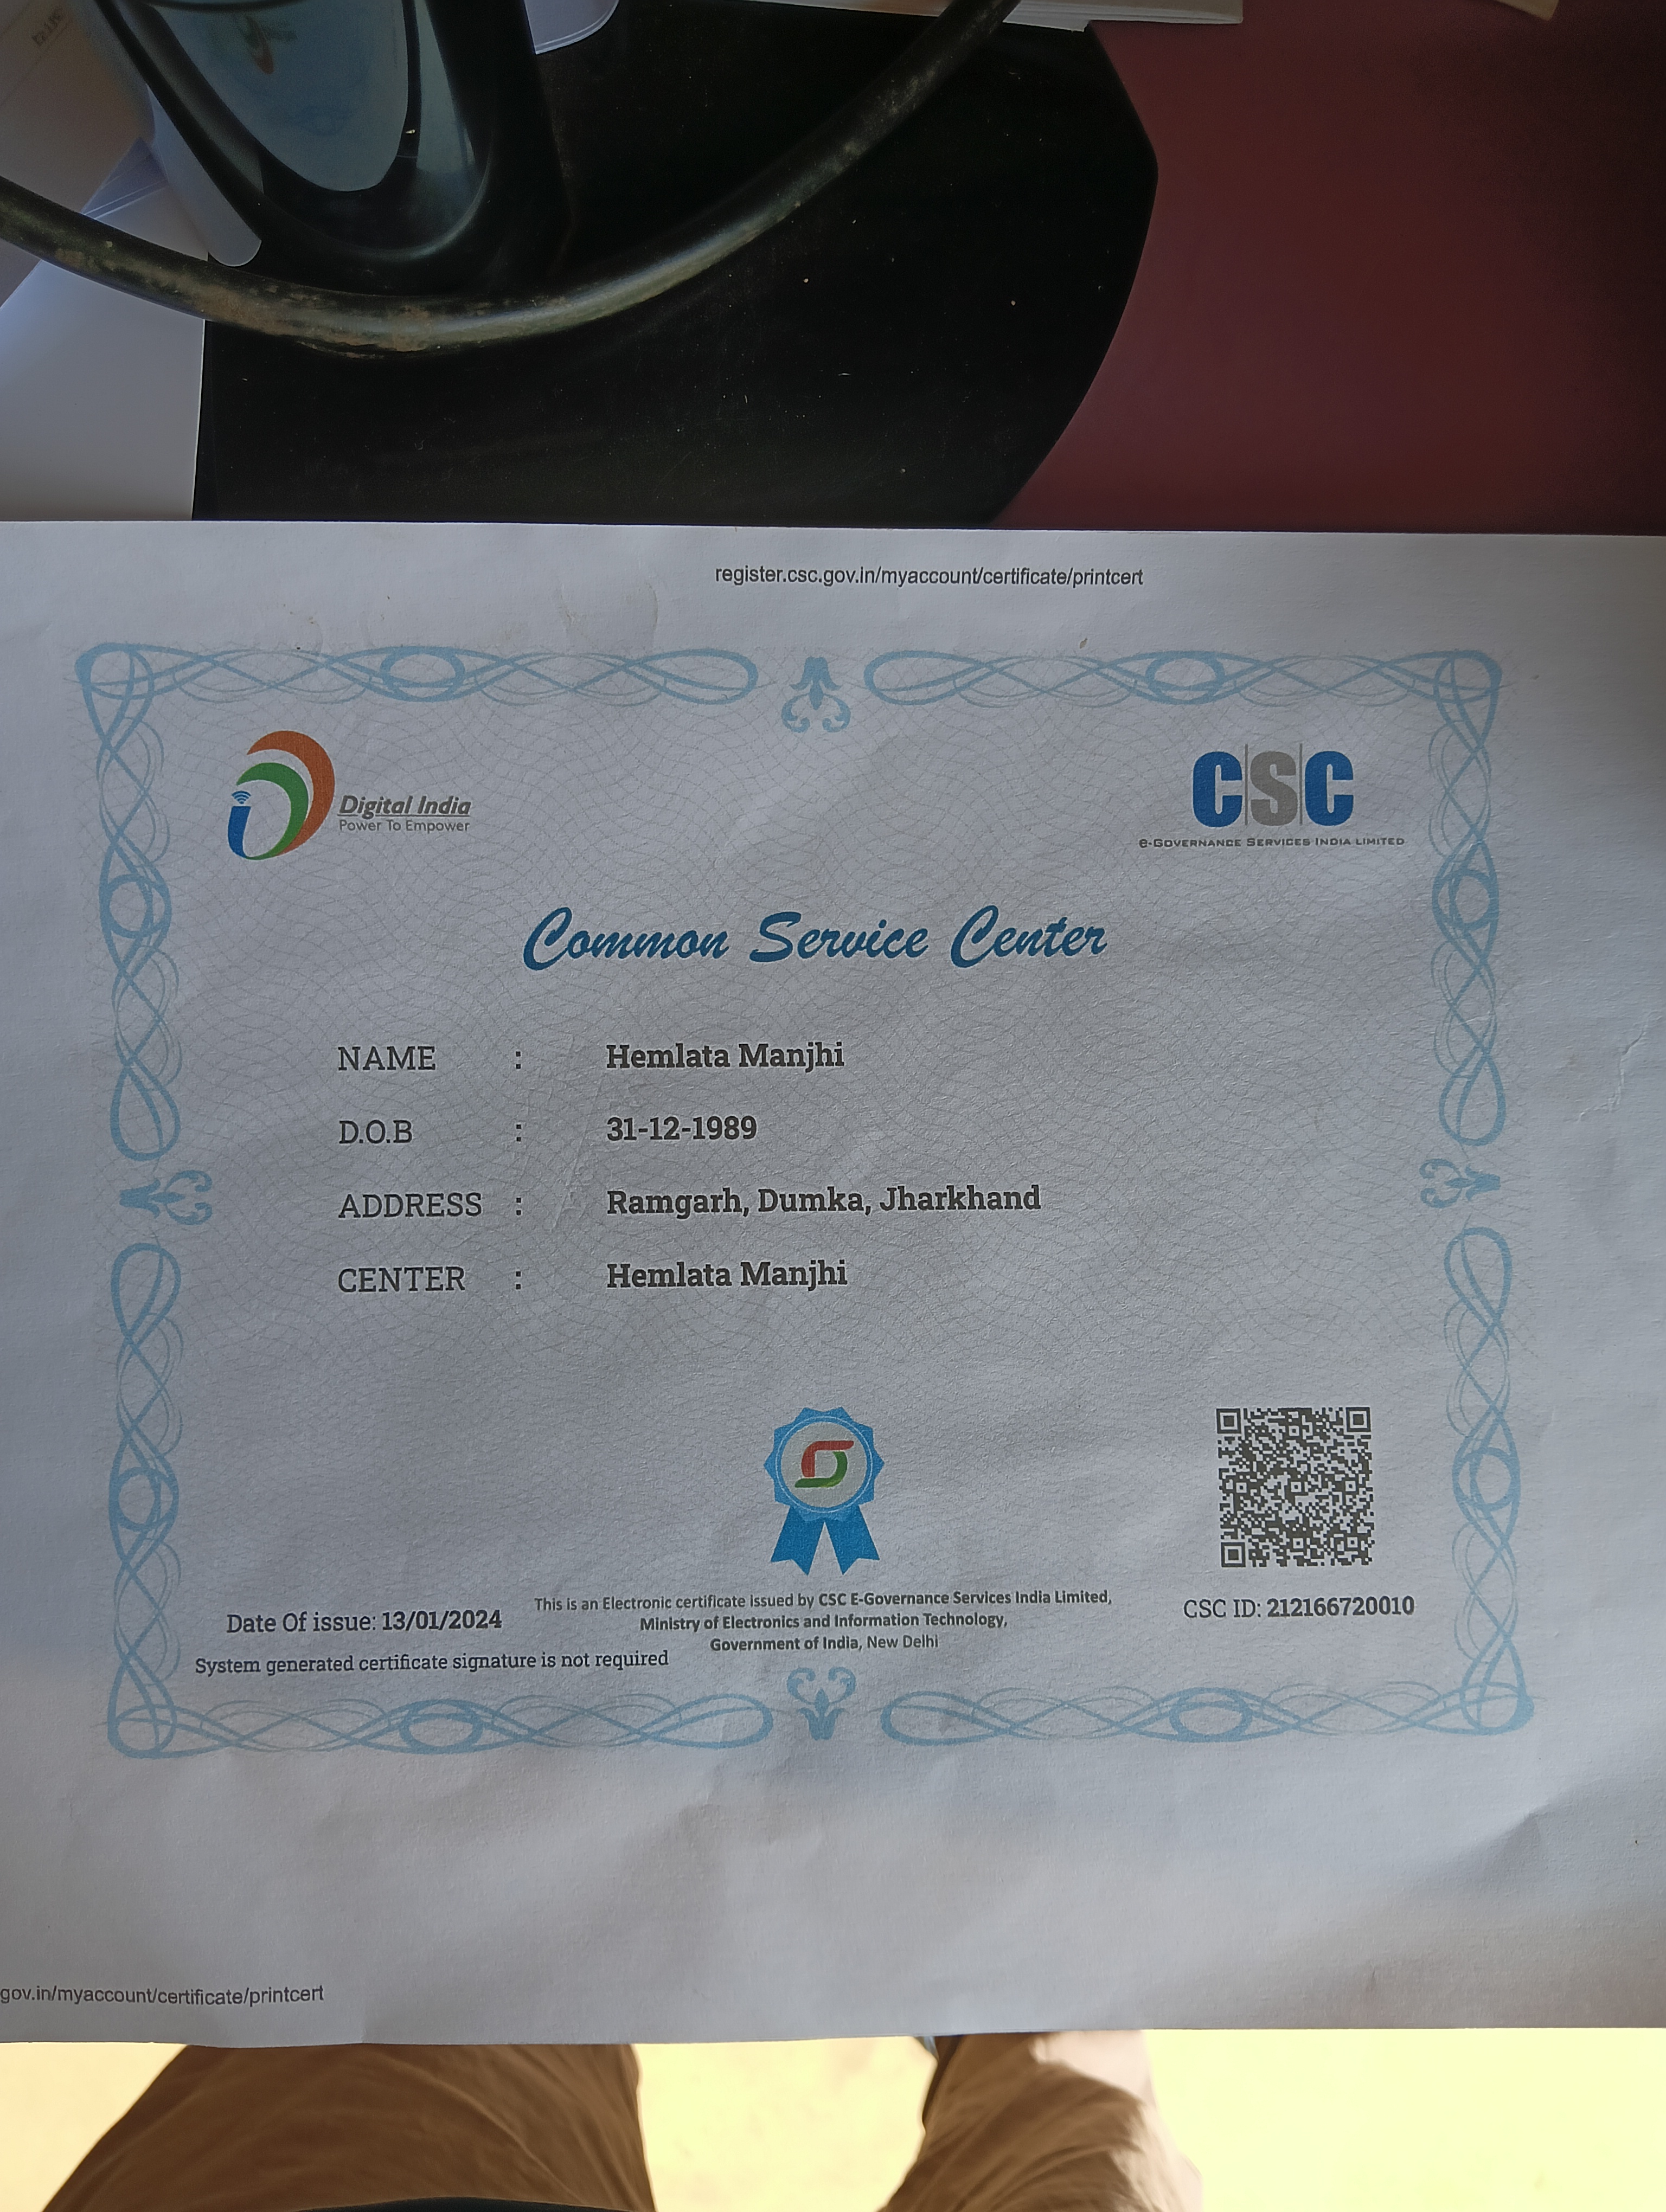 register.csc.gov.in/myaccount/certificate/printcert
Digital India
Power To Empower
CSC
e-Governance Services India Limited
Common Service Center
NAME : Hemlata Manjhi
D.O.B : 31-12-1989
ADDRESS : Ramgarh, Dumka, Jharkhand
CENTER : Hemlata Manjhi
This is an Electronic certificate issued by CSC E-Governance Services India Limited,
Ministry of Electronics and Information Technology,
Government of India, New Delhi
Date Of issue: 13/01/2024
CSC ID: 212166720010
System generated certificate signature is not required
gov.in/myaccount/certificate/printcert